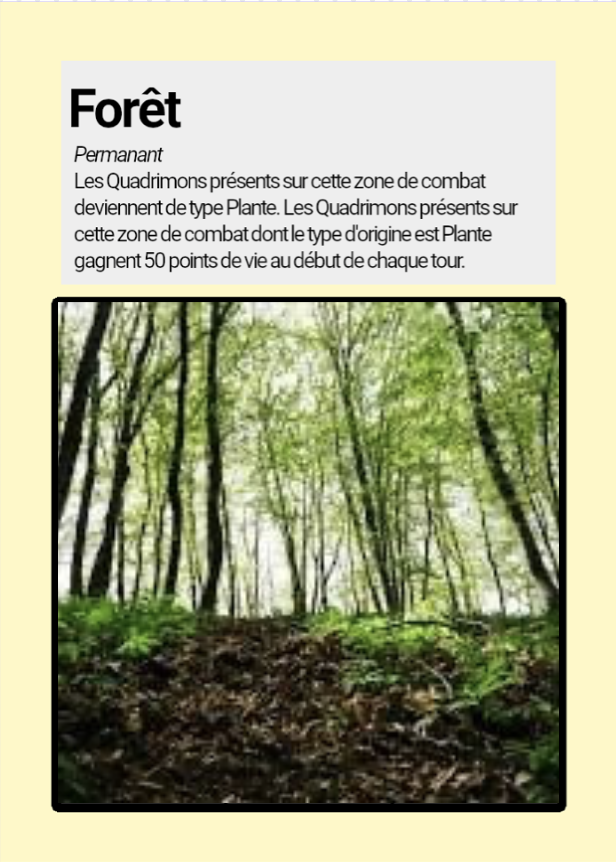 Forêt
Permanant
Les Quadrimons présents sur cette zone de combat
deviennent de type Plante. Les Quadrimons présents sur
cette zone de combat dont le type d'origine est Plante
gagnent 50 points de vie au début de chaque tour.